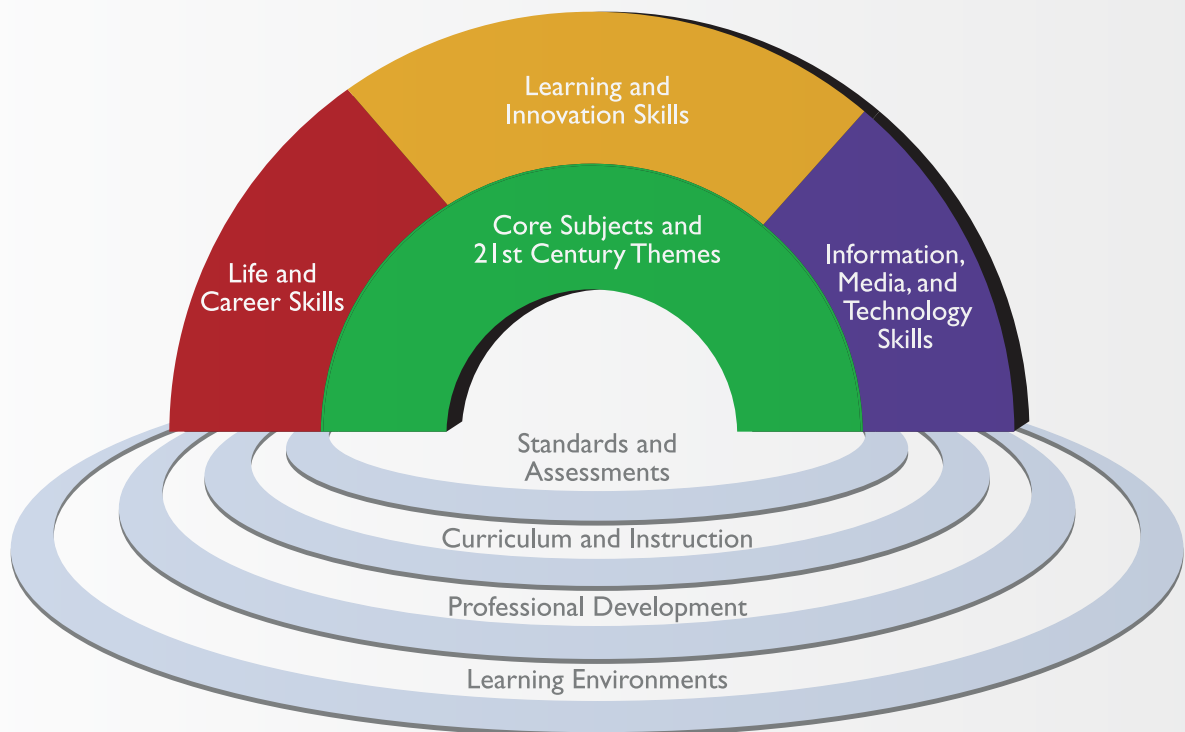 Learning and
Innovation Skills
Core Subjects and
21st Century Themes
Life and
Career Skills
Information,
Media, and
Technology
Skills
Standards and
Assessments
Curriculum and Instruction
Professional Development
Learning Environments